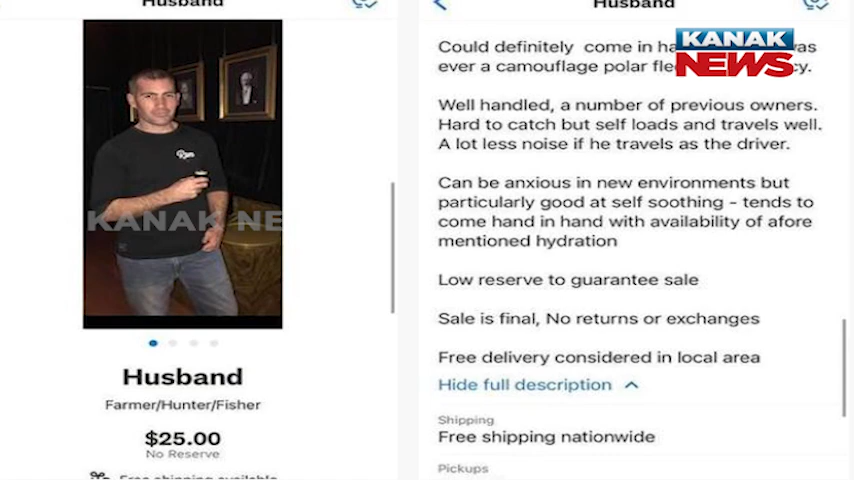 Husband
KANAK NE
Husband
Farmer/Hunter/Fisher
$25.00
No Reserve
Free shipping available
Husband
KANAK
NEWS
Could definitely come in
was
ever a camouflage polar
Well handled, a number of previous owners.
Hard to catch but self loads and travels well.
A lot less noise if he travels as the driver.
Can be anxious in new environments but
particularly good at self soothing - tends to
come hand in hand with availability of afore
mentioned hydration
Low reserve to guarantee sale
Sale is final, No returns or exchanges
Free delivery considered in local area
Hide full description
Shipping
Free shipping nationwide
Pickups